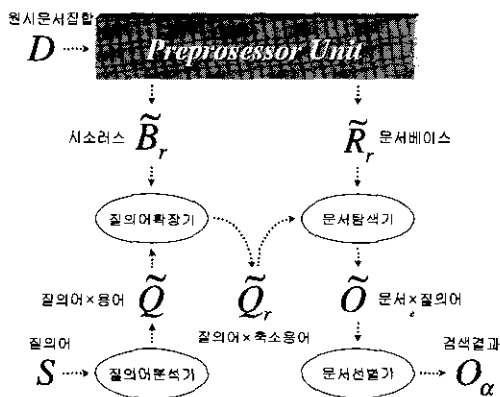 원시문서집합
D
Preprosessor Unit
시소러스 B̃r
R̃r 문서베이스
질의어확장기
문서탐색기
질의어×용어 Q̃
Q̃r
Õ 문서×질의어
질의어×축소용어
질의어
S
질의어분석기
문서선별기
검색결과
Oα